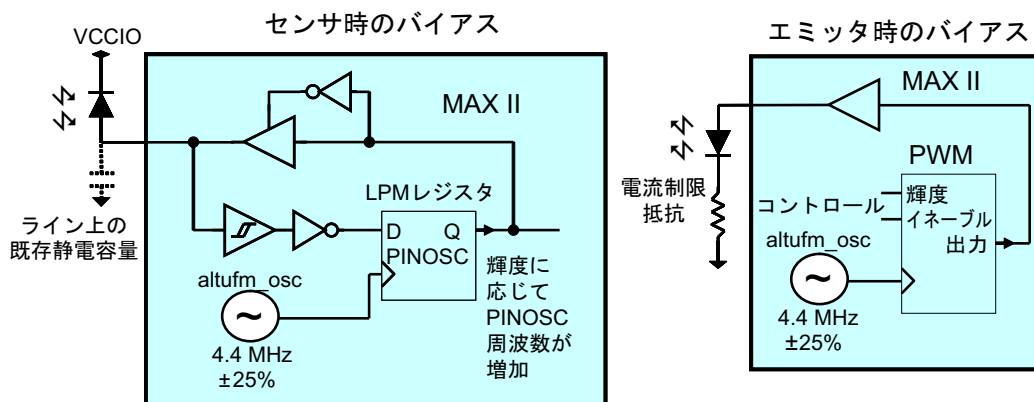 センサ時のバイアス
VCCIO
MAX II
ライン上の
既存静電容量
LPMレジスタ
D
Q
PINOSC
altufm_osc
~
4.4 MHz
±25%
輝度に
応じて
PINOSC
周波数が
増加
エミッタ時のバイアス
MAX II
電流制限
抵抗
PWM
コントロール
輝度
イネーブル
出力
altufm_osc
~
4.4 MHz
±25%